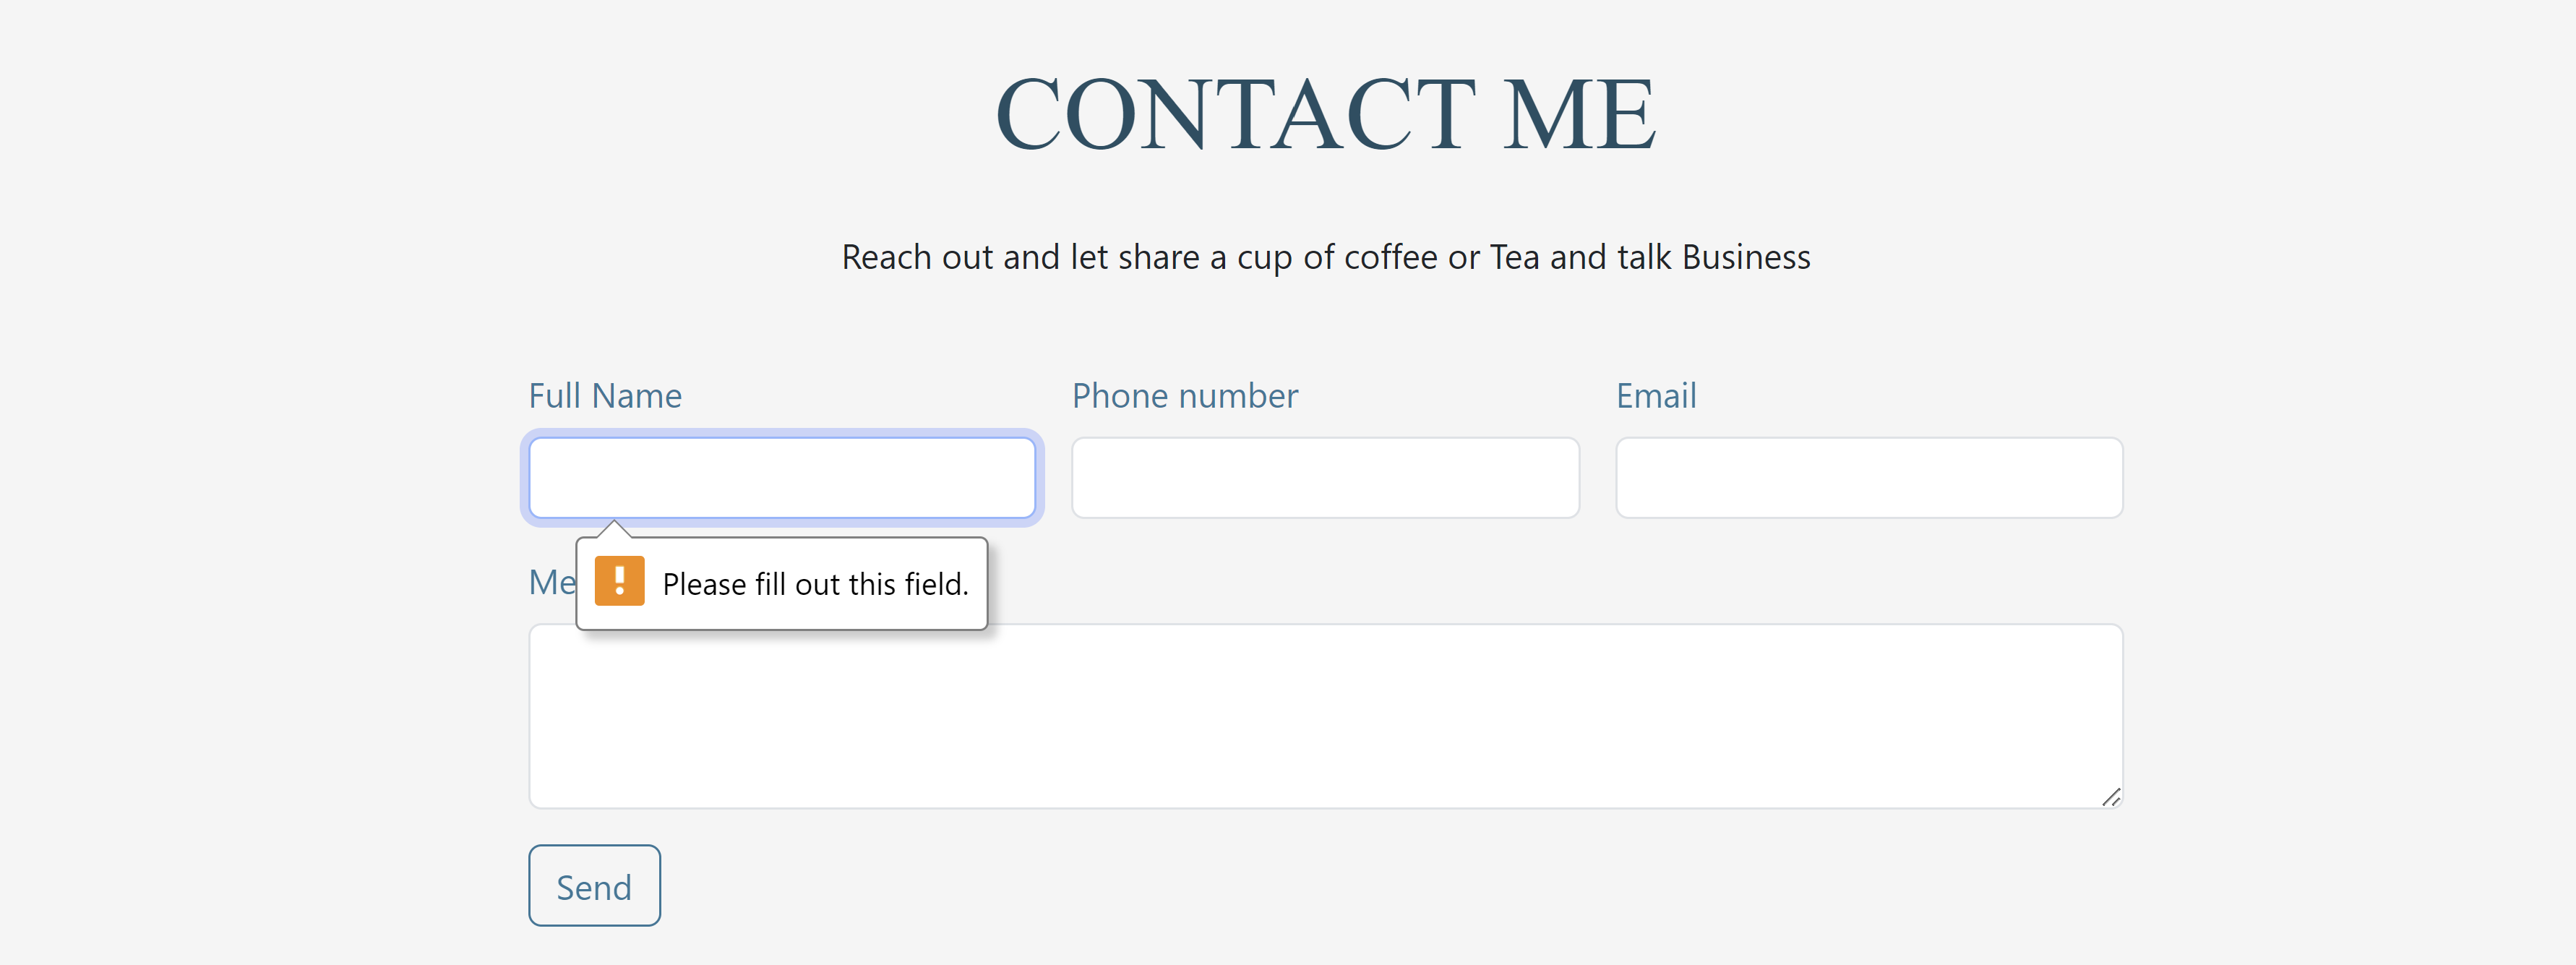 CONTACT ME
Reach out and let share a cup of coffee or Tea and talk Business
Full Name
Phone number
Email
Please fill out this field.
Send